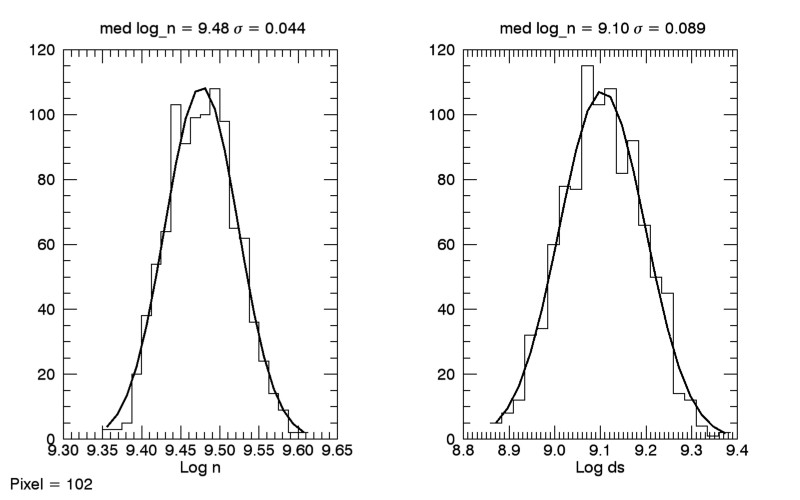 med log_n = 9.48 σ = 0.044
120
100
80
60
40
20
0
9.30 9.35 9.40 9.45 9.50 9.55 9.60 9.65
Log n
med log_n = 9.10 σ = 0.089
120
100
80
60
40
20
0
8.8 8.9 9.0 9.1 9.2 9.3 9.4
Log ds
Pixel = 102